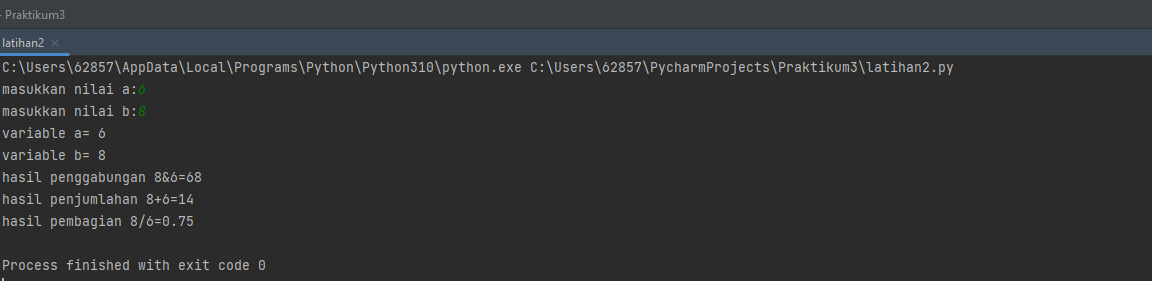 Praktikum3
latihan2
C:\Users\62857\AppData\Local\Programs\Python\Python310\python.exe C:\Users\62857\PycharmProjects\Praktikum3\latihan2.py
masukkan nilai a:6
masukkan nilai b:8
variable a= 6
variable b= 8
hasil penggabungan 8&6=68
hasil penjumlahan 8+6=14
hasil pembagian 8/6=0.75
Process finished with exit code 0